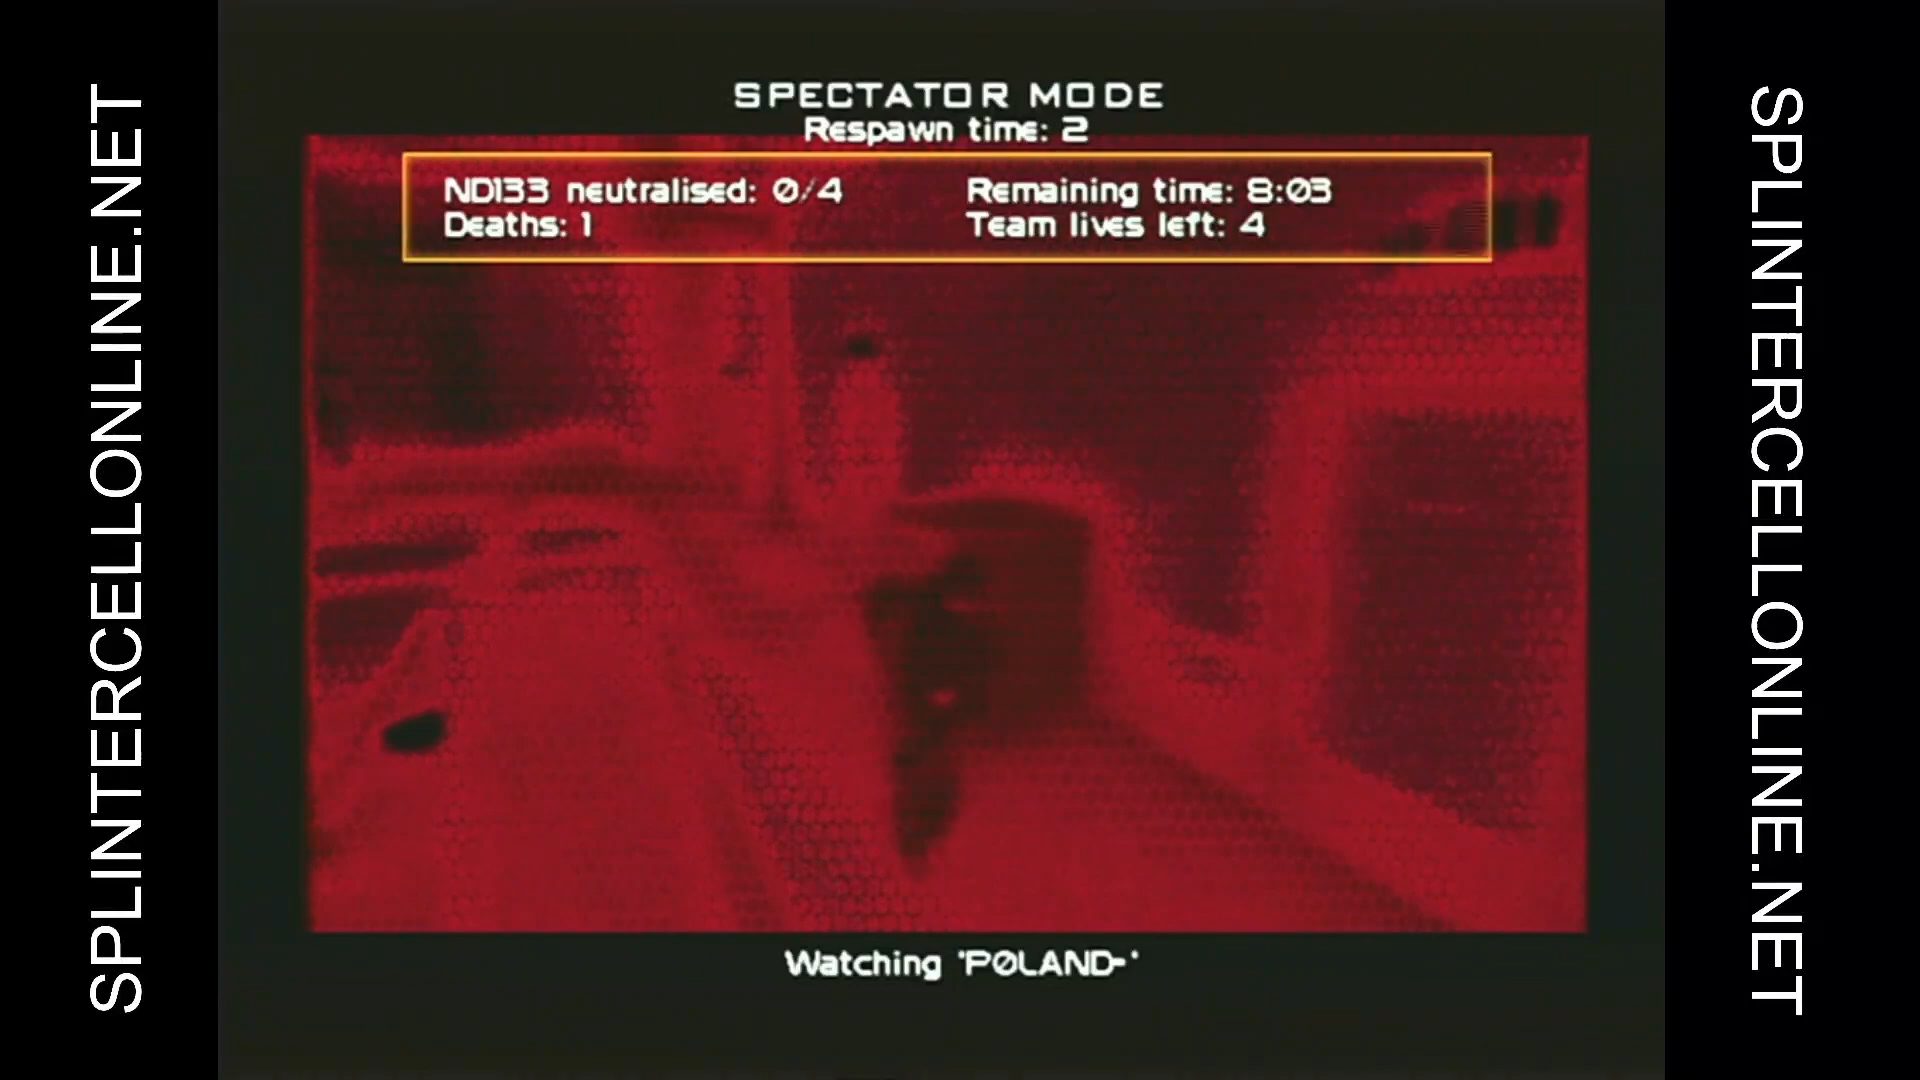 SPLINTERCELLONLINE.NET
SPECTATOR MODE
Respawn time: 2
ND133 neutralised: 0/4
Remaining time: 8:03
Deaths: 1
Team lives left: 4
Watching 'P0LAND-'
SPLINTERCELLONLINE.NET